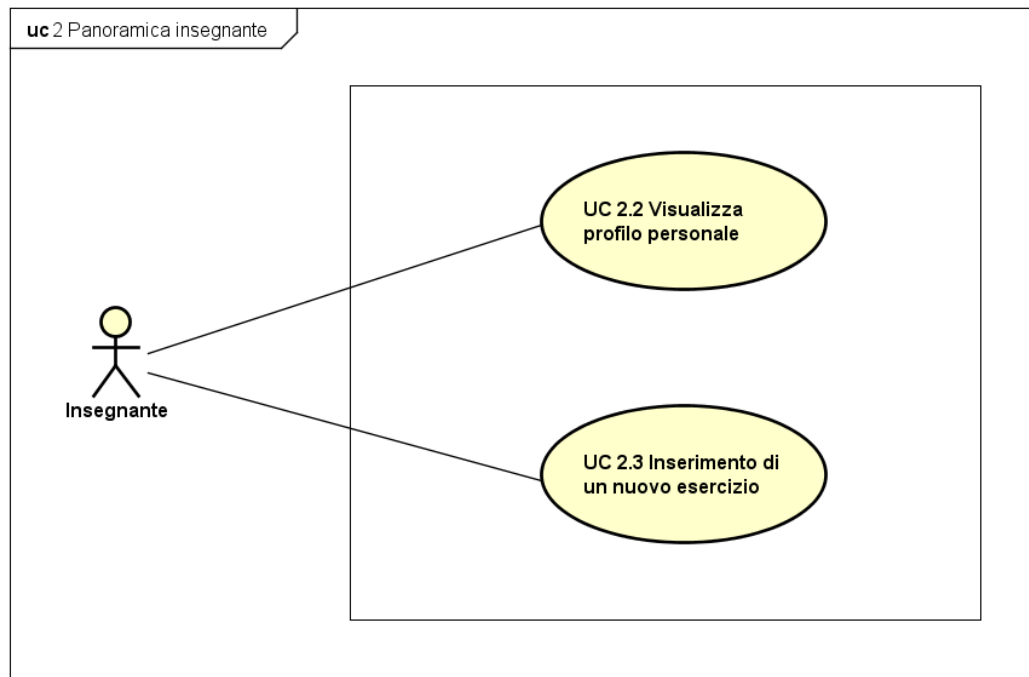 uc 2 Panoramica insegnante
UC 2.2 Visualizza
profilo personale
Insegnante
UC 2.3 Inserimento di
un nuovo esercizio